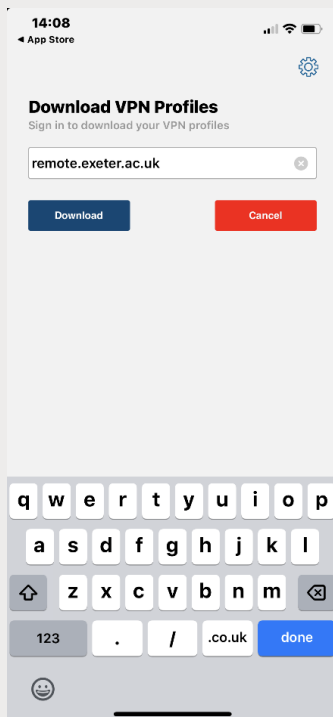 14:08
◀ App Store
Download VPN Profiles
Sign in to download your VPN profiles
remote.exeter.ac.uk
Download Cancel
q w e r t y u i o p
a s d f g h j k l
z x c v b n m
123 . / .co.uk done